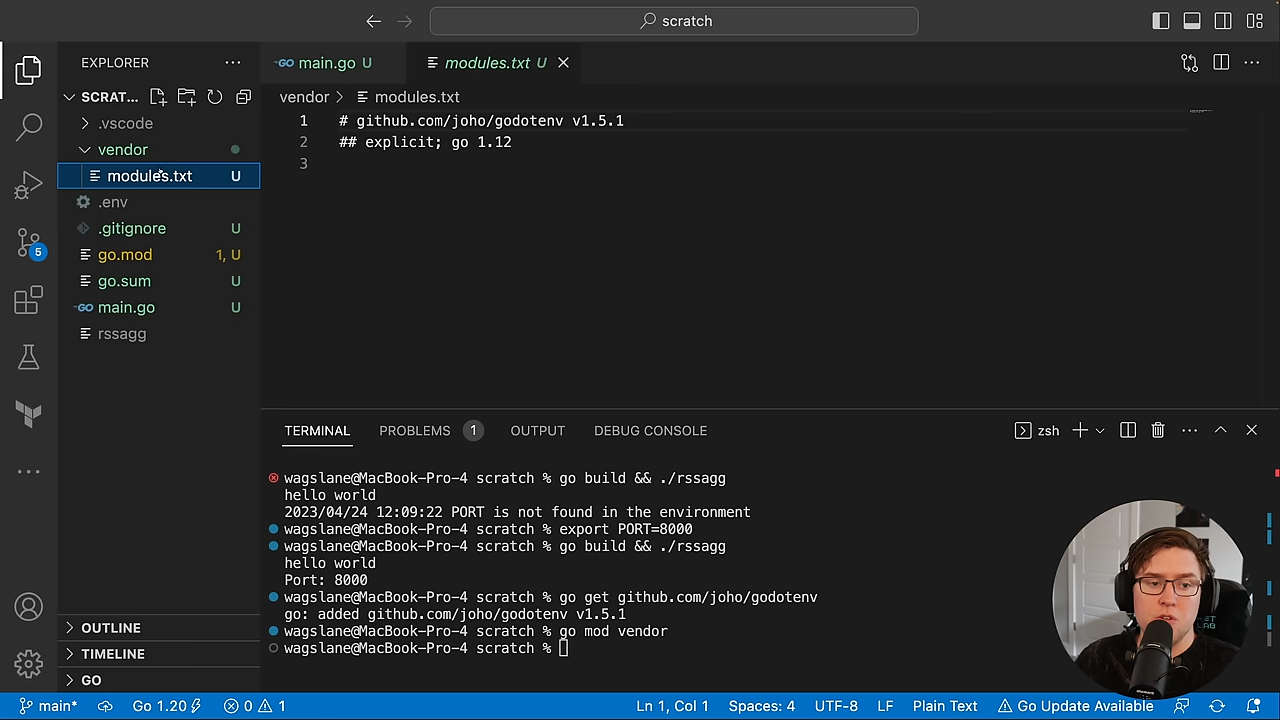 scratch
EXPLORER
SCRAT...
.vscode
vendor
modules.txt U
.env
.gitignore U
go.mod 1, U
go.sum U
GO main.go U
rssagg
OUTLINE
TIMELINE
GO
GO main.go U
modules.txt U
vendor > modules.txt
1 # github.com/joho/godotenv v1.5.1
2 ## explicit; go 1.12
3
TERMINAL PROBLEMS 1 OUTPUT DEBUG CONSOLE
zsh
wagslane@MacBook-Pro-4 scratch % go build && ./rssagg
hello world
2023/04/24 12:09:22 PORT is not found in the environment
wagslane@MacBook-Pro-4 scratch % export PORT=8000
wagslane@MacBook-Pro-4 scratch % go build && ./rssagg
hello world
Port: 8000
wagslane@MacBook-Pro-4 scratch % go get github.com/joho/godotenv
go: added github.com/joho/godotenv v1.5.1
wagslane@MacBook-Pro-4 scratch % go mod vendor
wagslane@MacBook-Pro-4 scratch %
5
main* Go 1.20 0 1 Ln 1, Col 1 Spaces: 4 UTF-8 LF Plain Text Go Update Available